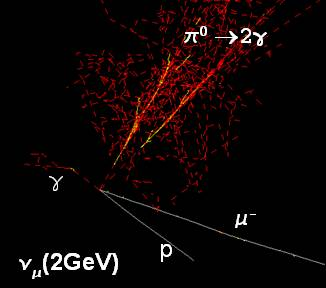 π⁰ → 2γ
γ
μ⁻
p
ν_μ(2GeV)